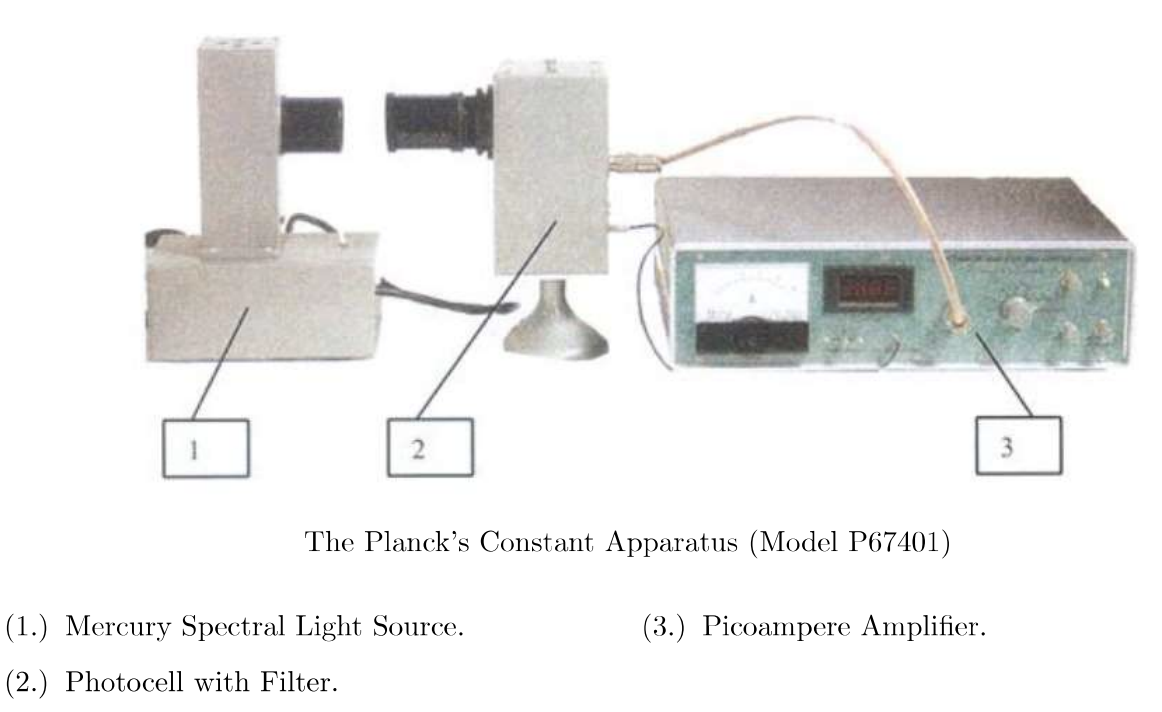 1
2
3
The Planck's Constant Apparatus (Model P67401)
(1.) Mercury Spectral Light Source.
(3.) Picoampere Amplifier.
(2.) Photocell with Filter.